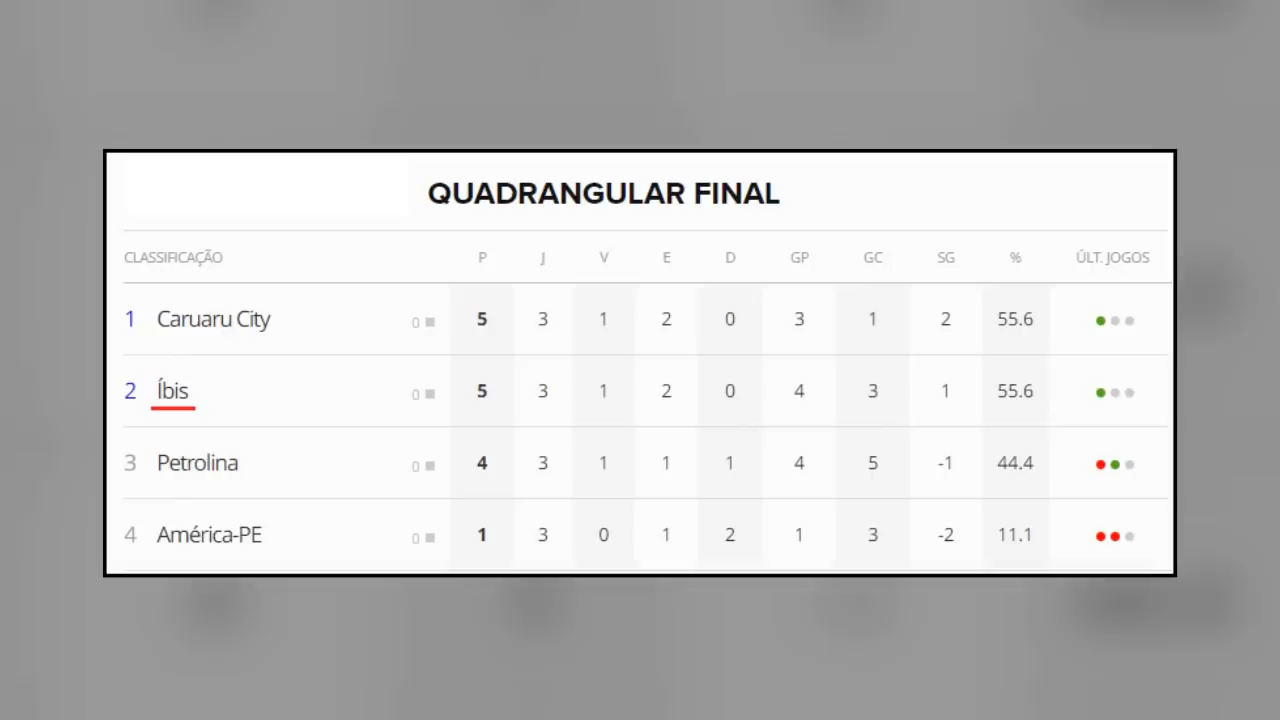 QUADRANGULAR FINAL
CLASSIFICAÇÃO P J V E D GP GC SG % ÚLT. JOGOS
1 Caruaru City 0 5 3 1 2 0 3 1 2 55.6
2 Íbis 0 5 3 1 2 0 4 3 1 55.6
3 Petrolina 0 4 3 1 1 1 4 5 -1 44.4
4 América-PE 0 1 3 0 1 2 1 3 -2 11.1